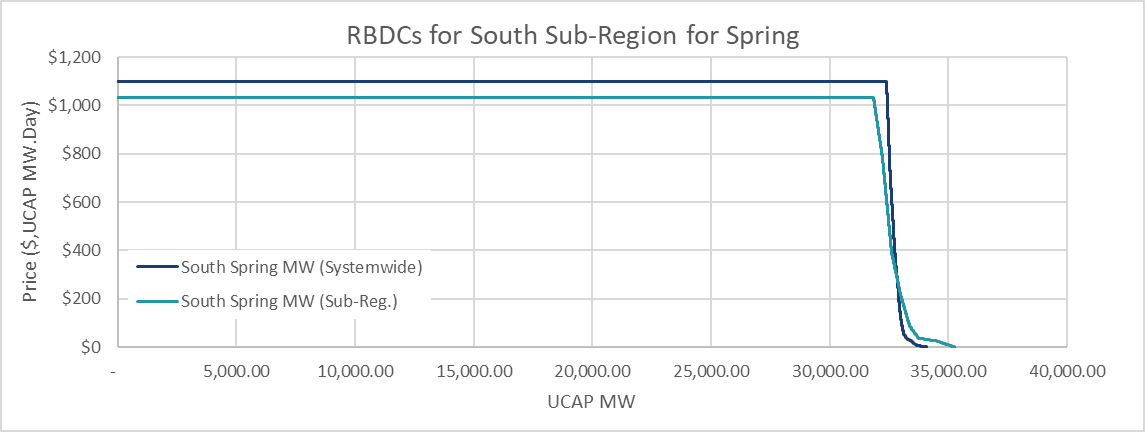 RBDCs for South Sub-Region for Spring
Price ($,UCAP MW.Day)
$1,200
$1,000
$800
$600
$400
$200
$0
South Spring MW (Systemwide)
South Spring MW (Sub-Reg.)
- 5,000.00 10,000.00 15,000.00 20,000.00 25,000.00 30,000.00 35,000.00 40,000.00
UCAP MW